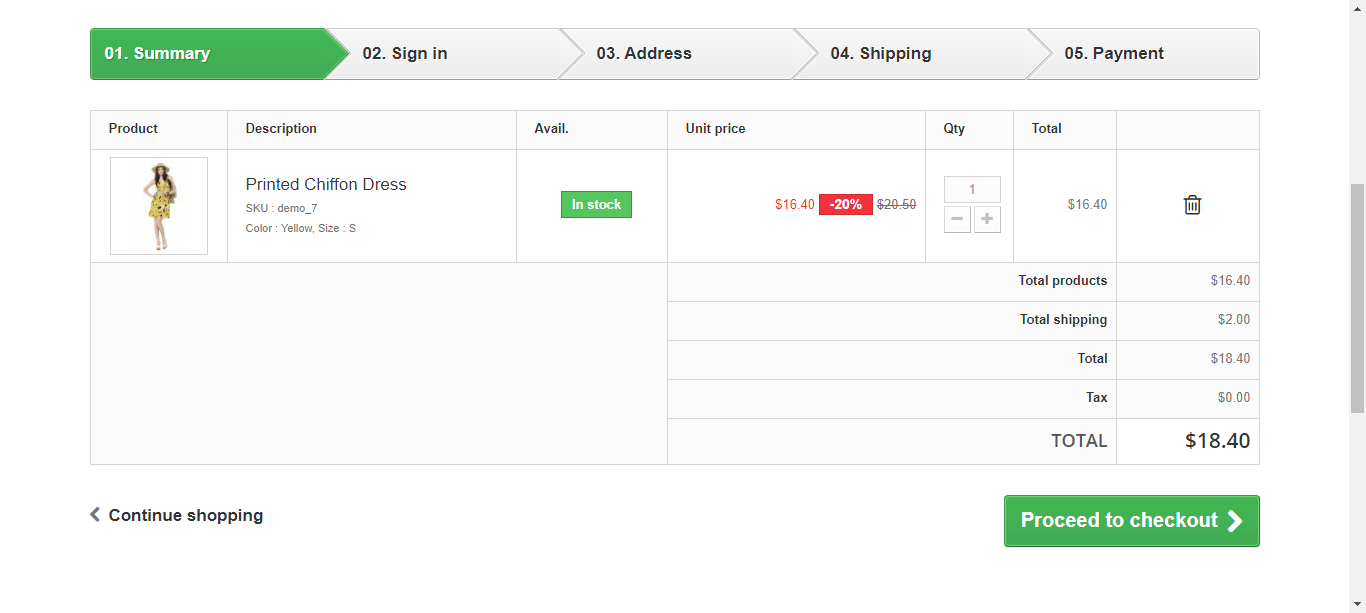 01. Summary
02. Sign in
03. Address
04. Shipping
05. Payment
Product Description Avail. Unit price Qty Total
Printed Chiffon Dress
SKU : demo_7
Color : Yellow, Size : S
In stock
$16.40 -20% $20.50
1
$16.40
Total products $16.40
Total shipping $2.00
Total $18.40
Tax $0.00
TOTAL $18.40
Continue shopping
Proceed to checkout